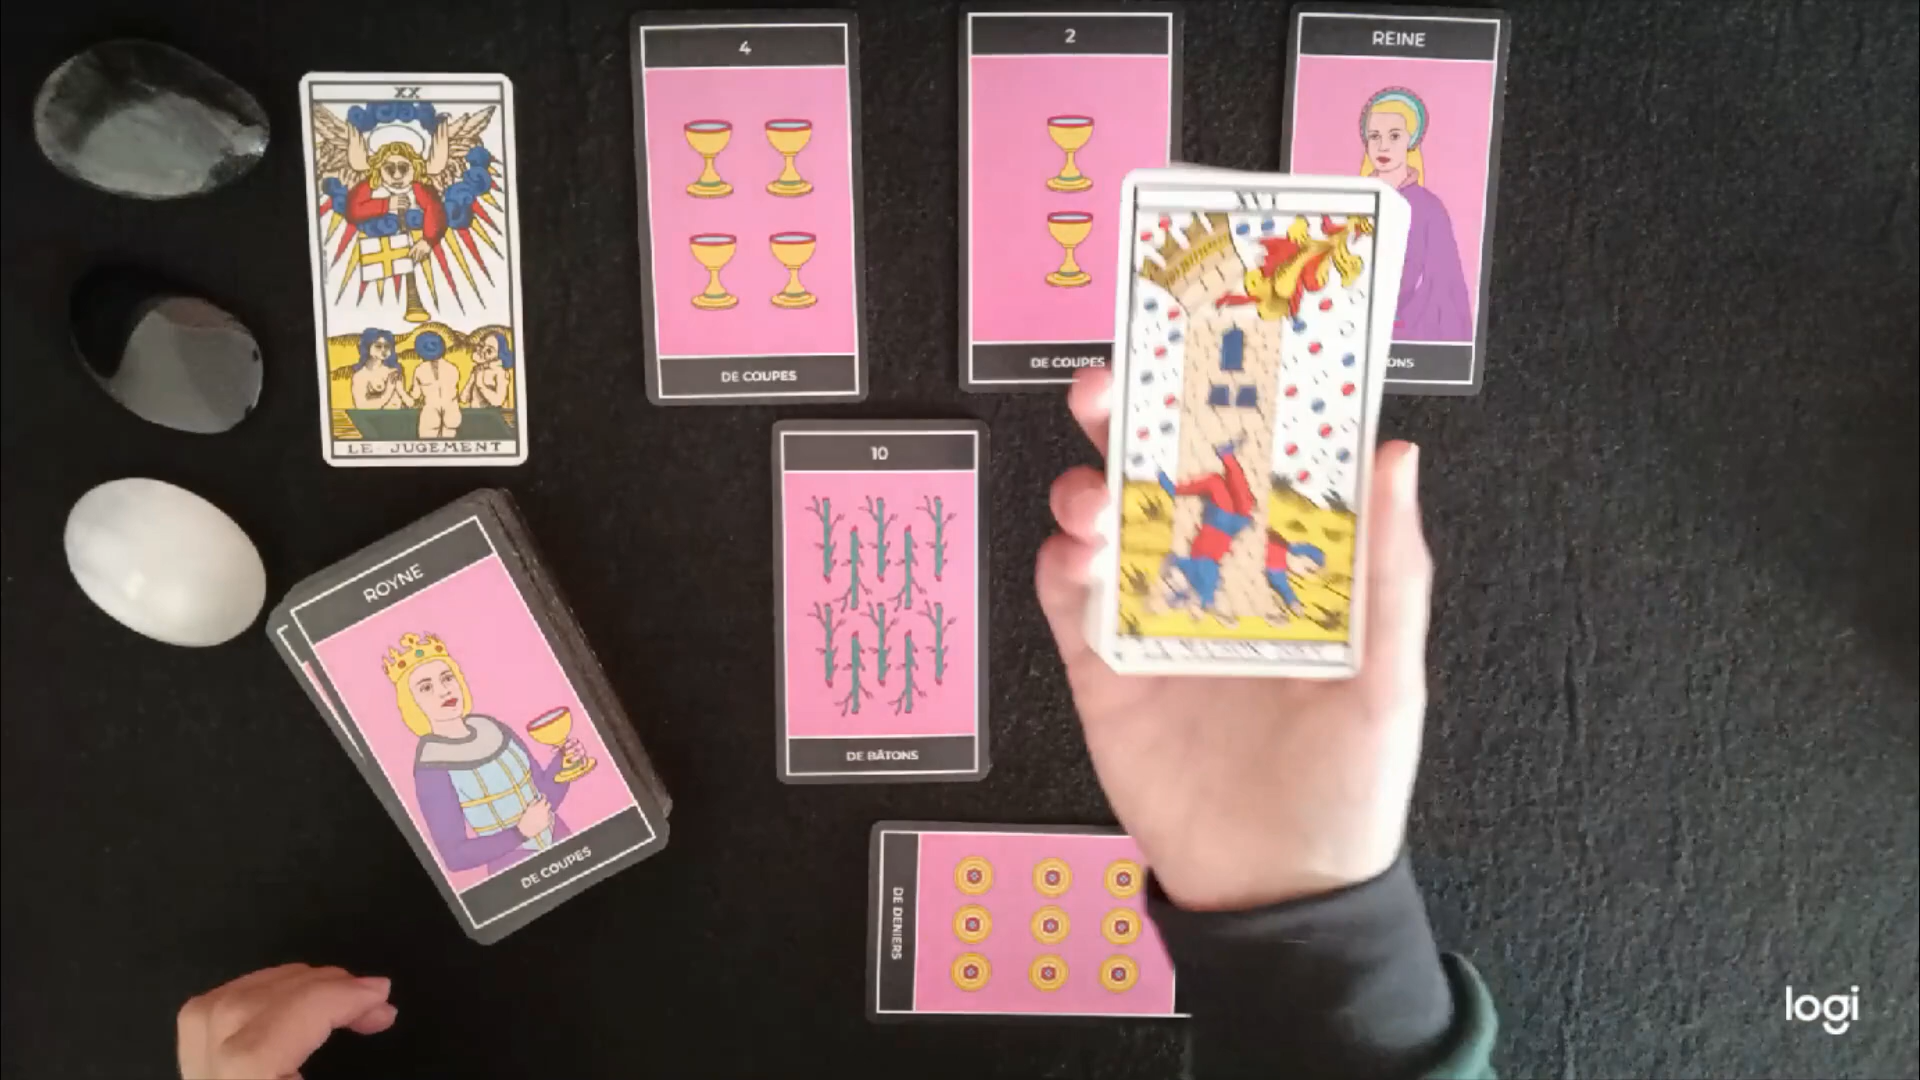 XX
LE·JUGEMENT
4
DE COUPES
2
DE COUPES
REINE
ONS
XVI
10
DE BÂTONS
ROYNE
DE COUPES
DE DENIERS
logi